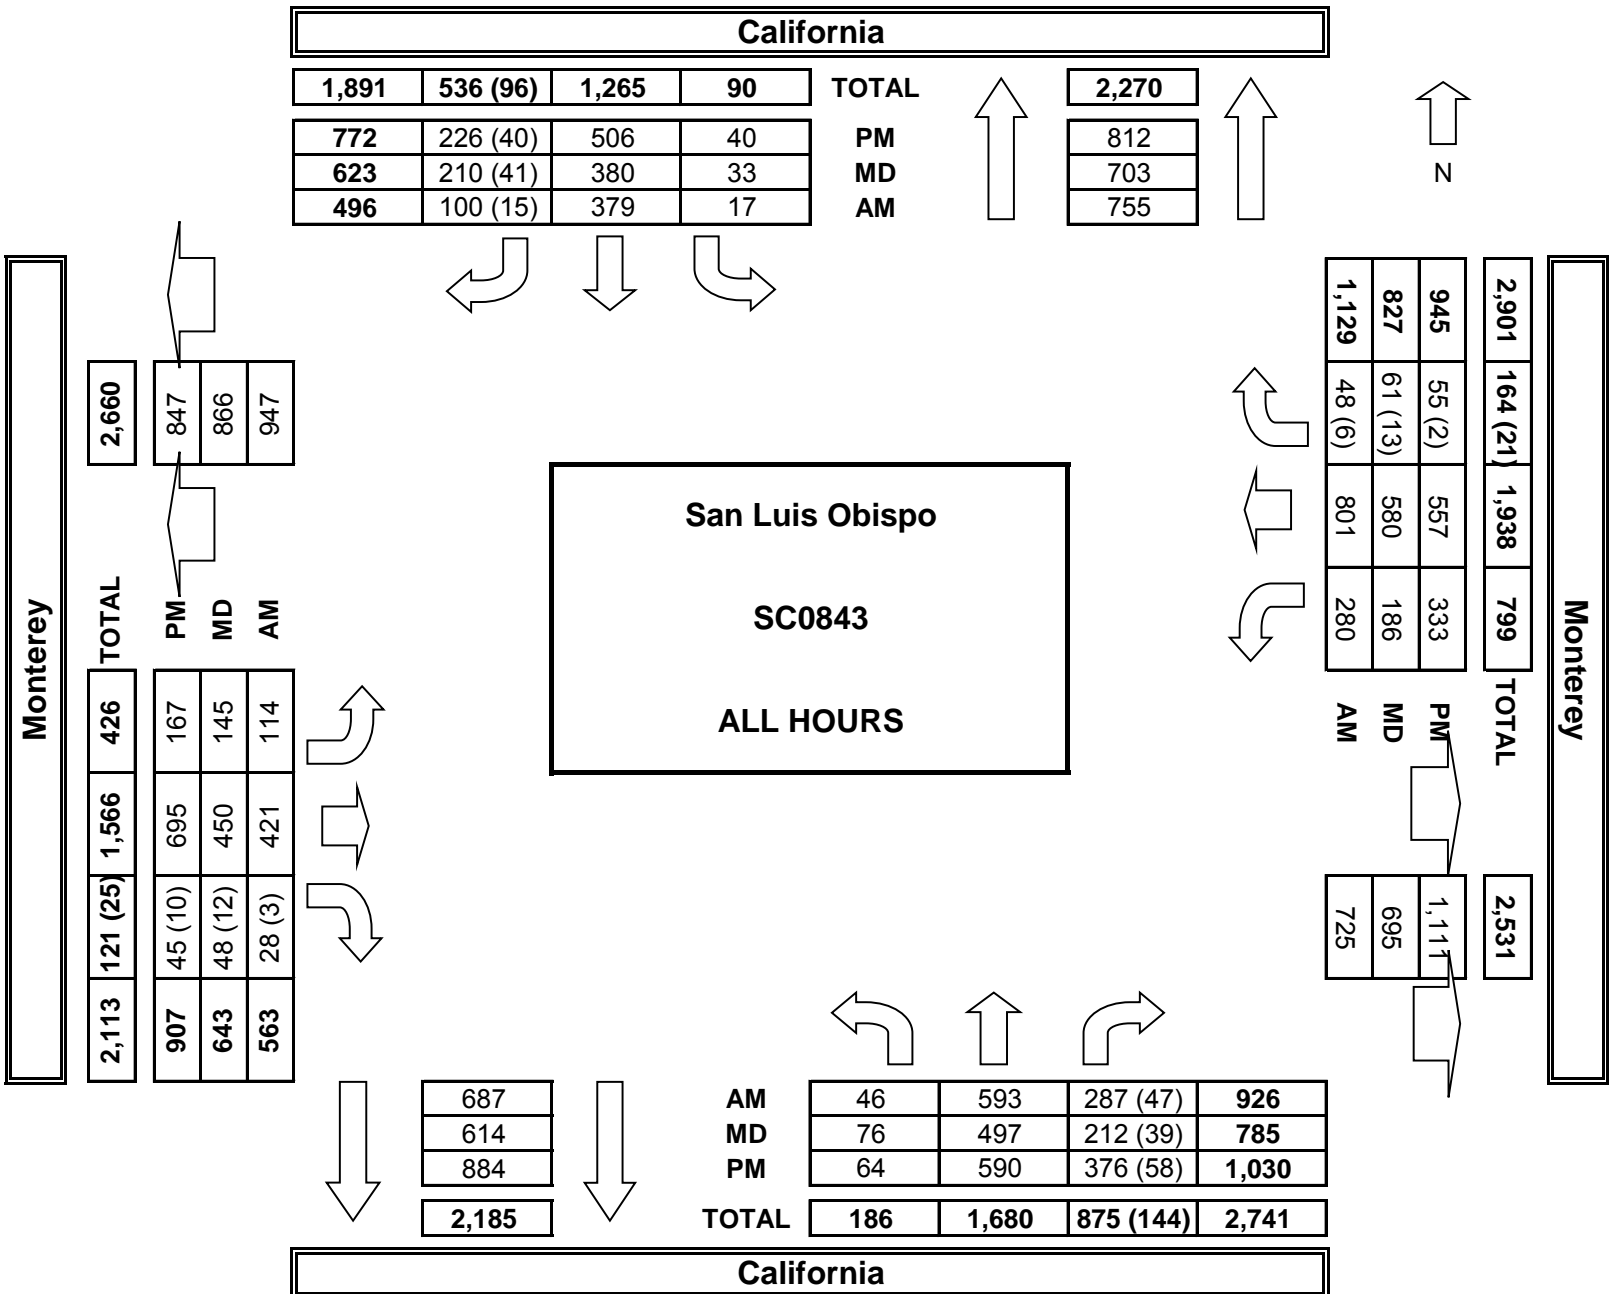 California
1,891 536 (96) 1,265 90 TOTAL 2,270
772 226 (40) 506 40 PM 812
623 210 (41) 380 33 MD 703
496 100 (15) 379 17 AM 755
N
Monterey
2,660
847 866 947
TOTAL PM MD AM
426 167 145 114
1,566 695 450 421
121 (25) 45 (10) 48 (12) 28 (3)
2,113 907 643 563
San Luis Obispo
SC0843
ALL HOURS
1,129 827 945 2,901
48 (6) 61 (13) 55 (2) 164 (21)
801 580 557 1,938
280 186 333 799
AM MD PM TOTAL
725 695 1,111 2,531
Monterey
687 AM 46 593 287 (47) 926
614 MD 76 497 212 (39) 785
884 PM 64 590 376 (58) 1,030
2,185 TOTAL 186 1,680 875 (144) 2,741
California